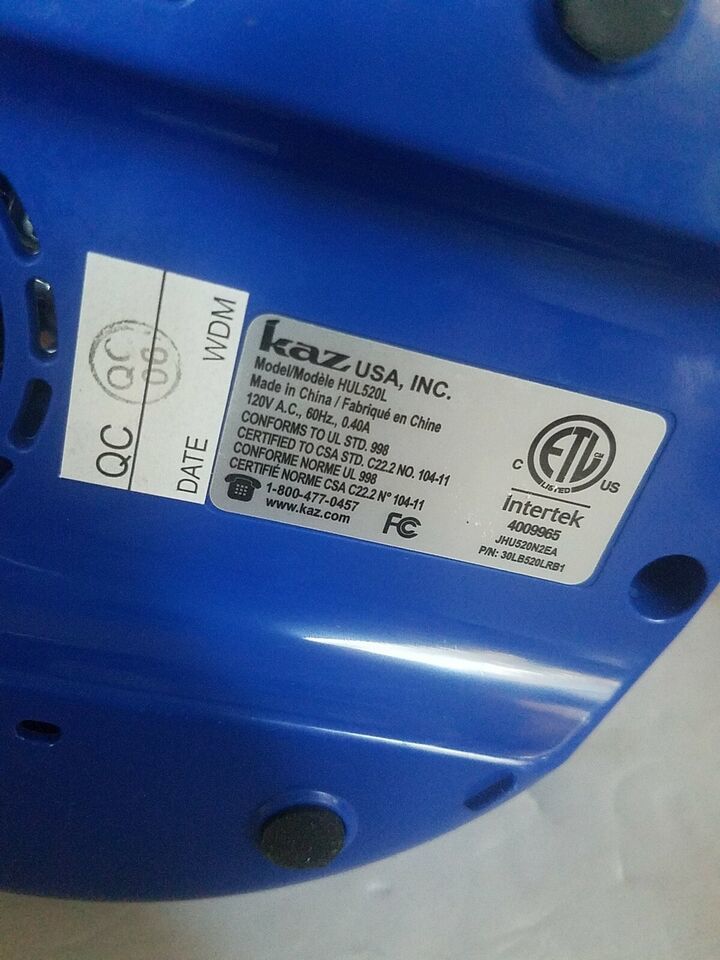 QC
QC
08
DATE
WDM
Kaz USA, INC.
Model/Modèle HUL520L
Made in China / Fabriqué en Chine
120V A.C., 60Hz, 0.40A
CONFORMS TO UL STD. 998
CERTIFIED TO CSA STD. C22.2 NO. 104-11
CONFORME NORME UL 998
CERTIFIÉ NORME CSA C22.2 N° 104-11
1-800-477-0457
www.kaz.com
FC
ETL CM
LISTED
C US
Intertek
4009965
JHU520N2EA
P/N: 30LB520LRB1